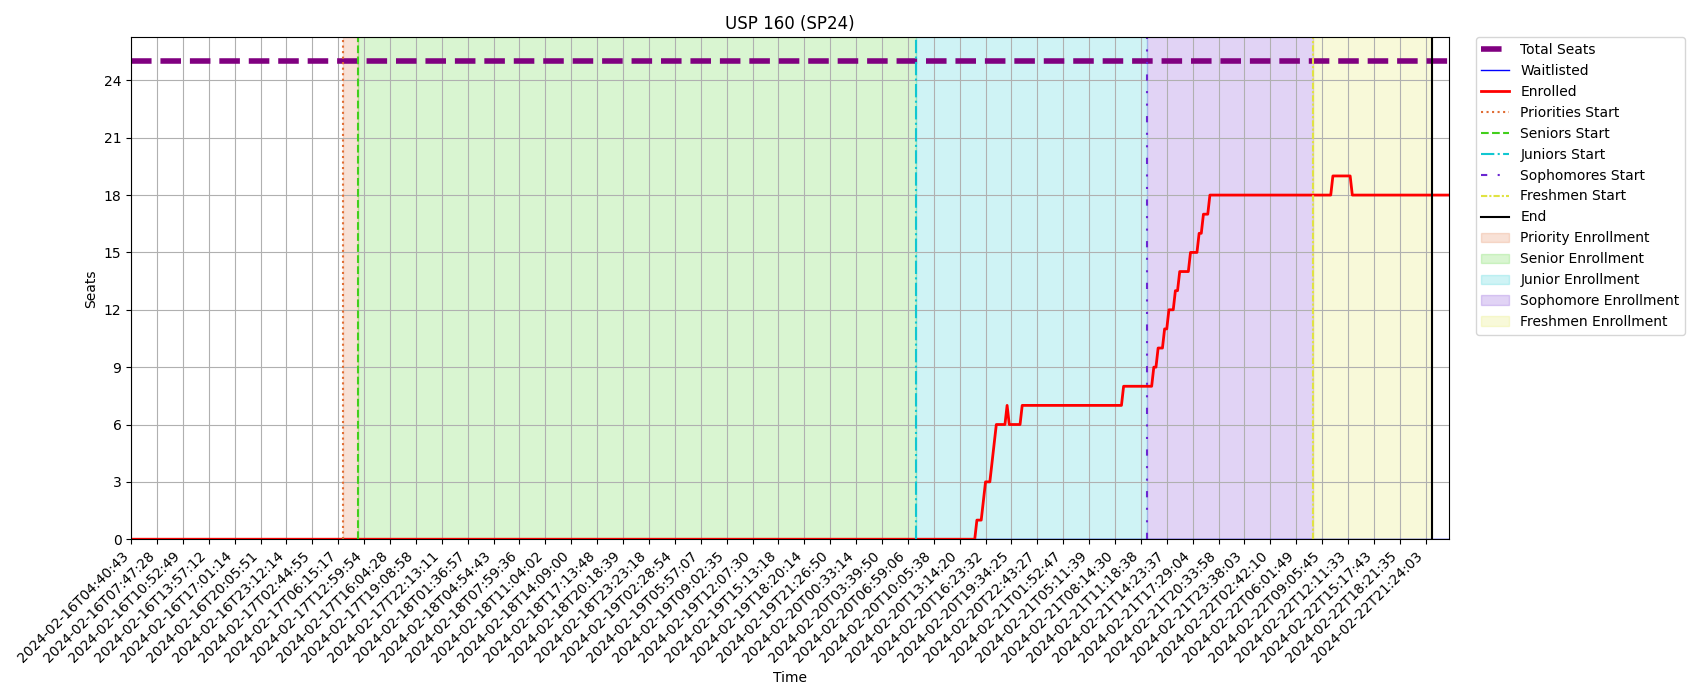 USP 160 (SP24)
Seats
24
21
18
15
12
9
6
3
0
2024-02-16T04:40:43
2024-02-16T07:47:28
2024-02-16T10:52:49
2024-02-16T13:57:12
2024-02-16T17:01:14
2024-02-16T20:05:51
2024-02-16T23:12:14
2024-02-17T02:44:55
2024-02-17T06:15:17
2024-02-17T12:59:54
2024-02-17T16:04:28
2024-02-17T19:08:58
2024-02-17T22:13:11
2024-02-18T01:36:57
2024-02-18T04:54:43
2024-02-18T07:59:36
2024-02-18T11:04:02
2024-02-18T14:09:00
2024-02-18T17:13:48
2024-02-18T20:18:39
2024-02-18T23:23:18
2024-02-19T02:28:54
2024-02-19T05:57:07
2024-02-19T09:02:35
2024-02-19T12:07:30
2024-02-19T15:13:18
2024-02-19T18:20:14
2024-02-19T21:26:50
2024-02-20T00:33:14
2024-02-20T03:39:50
2024-02-20T06:59:06
2024-02-20T10:05:38
2024-02-20T13:14:20
2024-02-20T16:23:32
2024-02-20T19:34:25
2024-02-20T22:43:27
2024-02-21T01:52:47
2024-02-21T05:11:39
2024-02-21T08:14:30
2024-02-21T11:18:38
2024-02-21T14:23:37
2024-02-21T17:29:04
2024-02-21T20:33:58
2024-02-21T23:38:03
2024-02-22T02:42:10
2024-02-22T06:01:49
2024-02-22T09:05:45
2024-02-22T12:11:33
2024-02-22T15:17:43
2024-02-22T18:21:35
2024-02-22T21:24:03
Time
Total Seats
Waitlisted
Enrolled
Priorities Start
Seniors Start
Juniors Start
Sophomores Start
Freshmen Start
End
Priority Enrollment
Senior Enrollment
Junior Enrollment
Sophomore Enrollment
Freshmen Enrollment